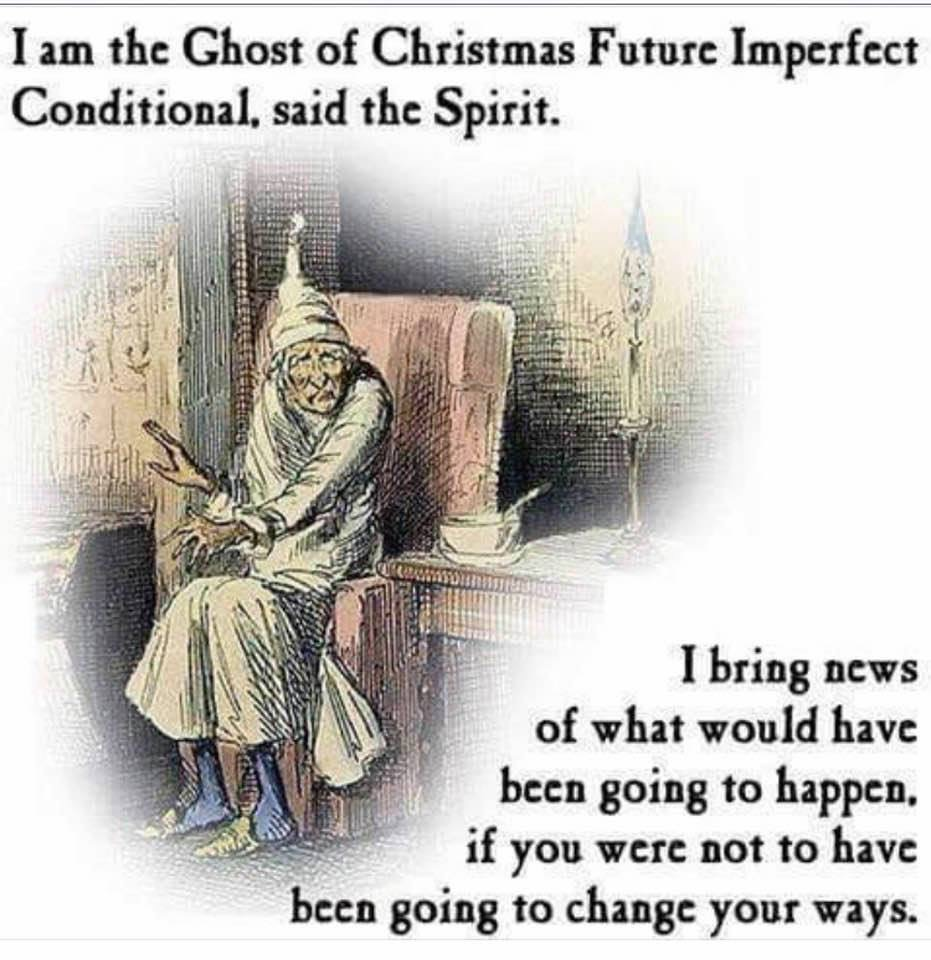 I am the Ghost of Christmas Future Imperfect
Conditional, said the Spirit.
I bring news
of what would have
been going to happen,
if you were not to have
been going to change your ways.